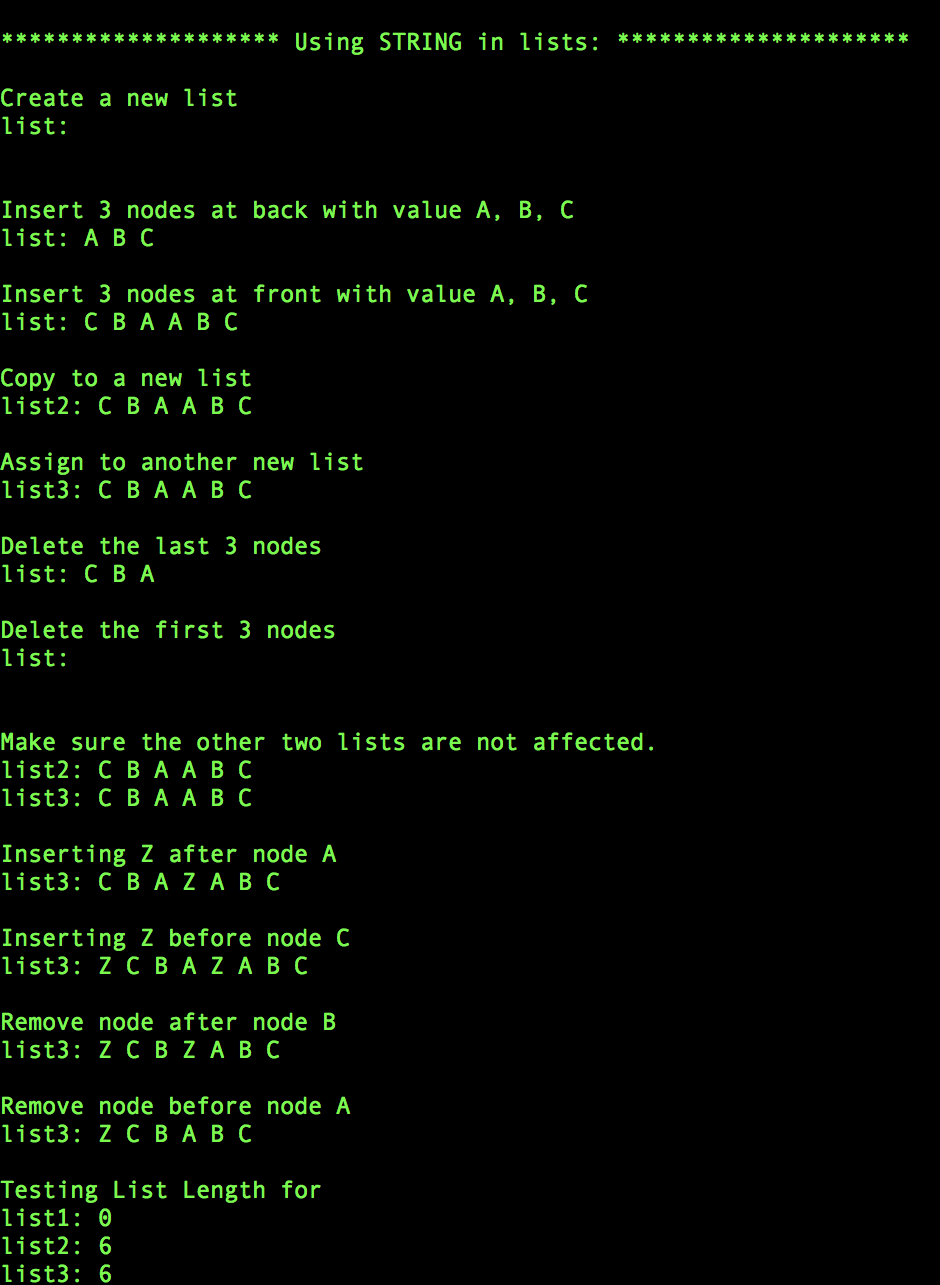 ******************** Using STRING in lists: *********************
Create a new list
list:
Insert 3 nodes at back with value A, B, C
list: A B C
Insert 3 nodes at front with value A, B, C
list: C B A A B C
Copy to a new list
list2: C B A A B C
Assign to another new list
list3: C B A A B C
Delete the last 3 nodes
list: C B A
Delete the first 3 nodes
list:
Make sure the other two lists are not affected.
list2: C B A A B C
list3: C B A A B C
Inserting Z after node A
list3: C B A Z A B C
Inserting Z before node C
list3: Z C B A Z A B C
Remove node after node B
list3: Z C B Z A B C
Remove node before node A
list3: Z C B A B C
Testing List Length for
list1: 0
list2: 6
list3: 6